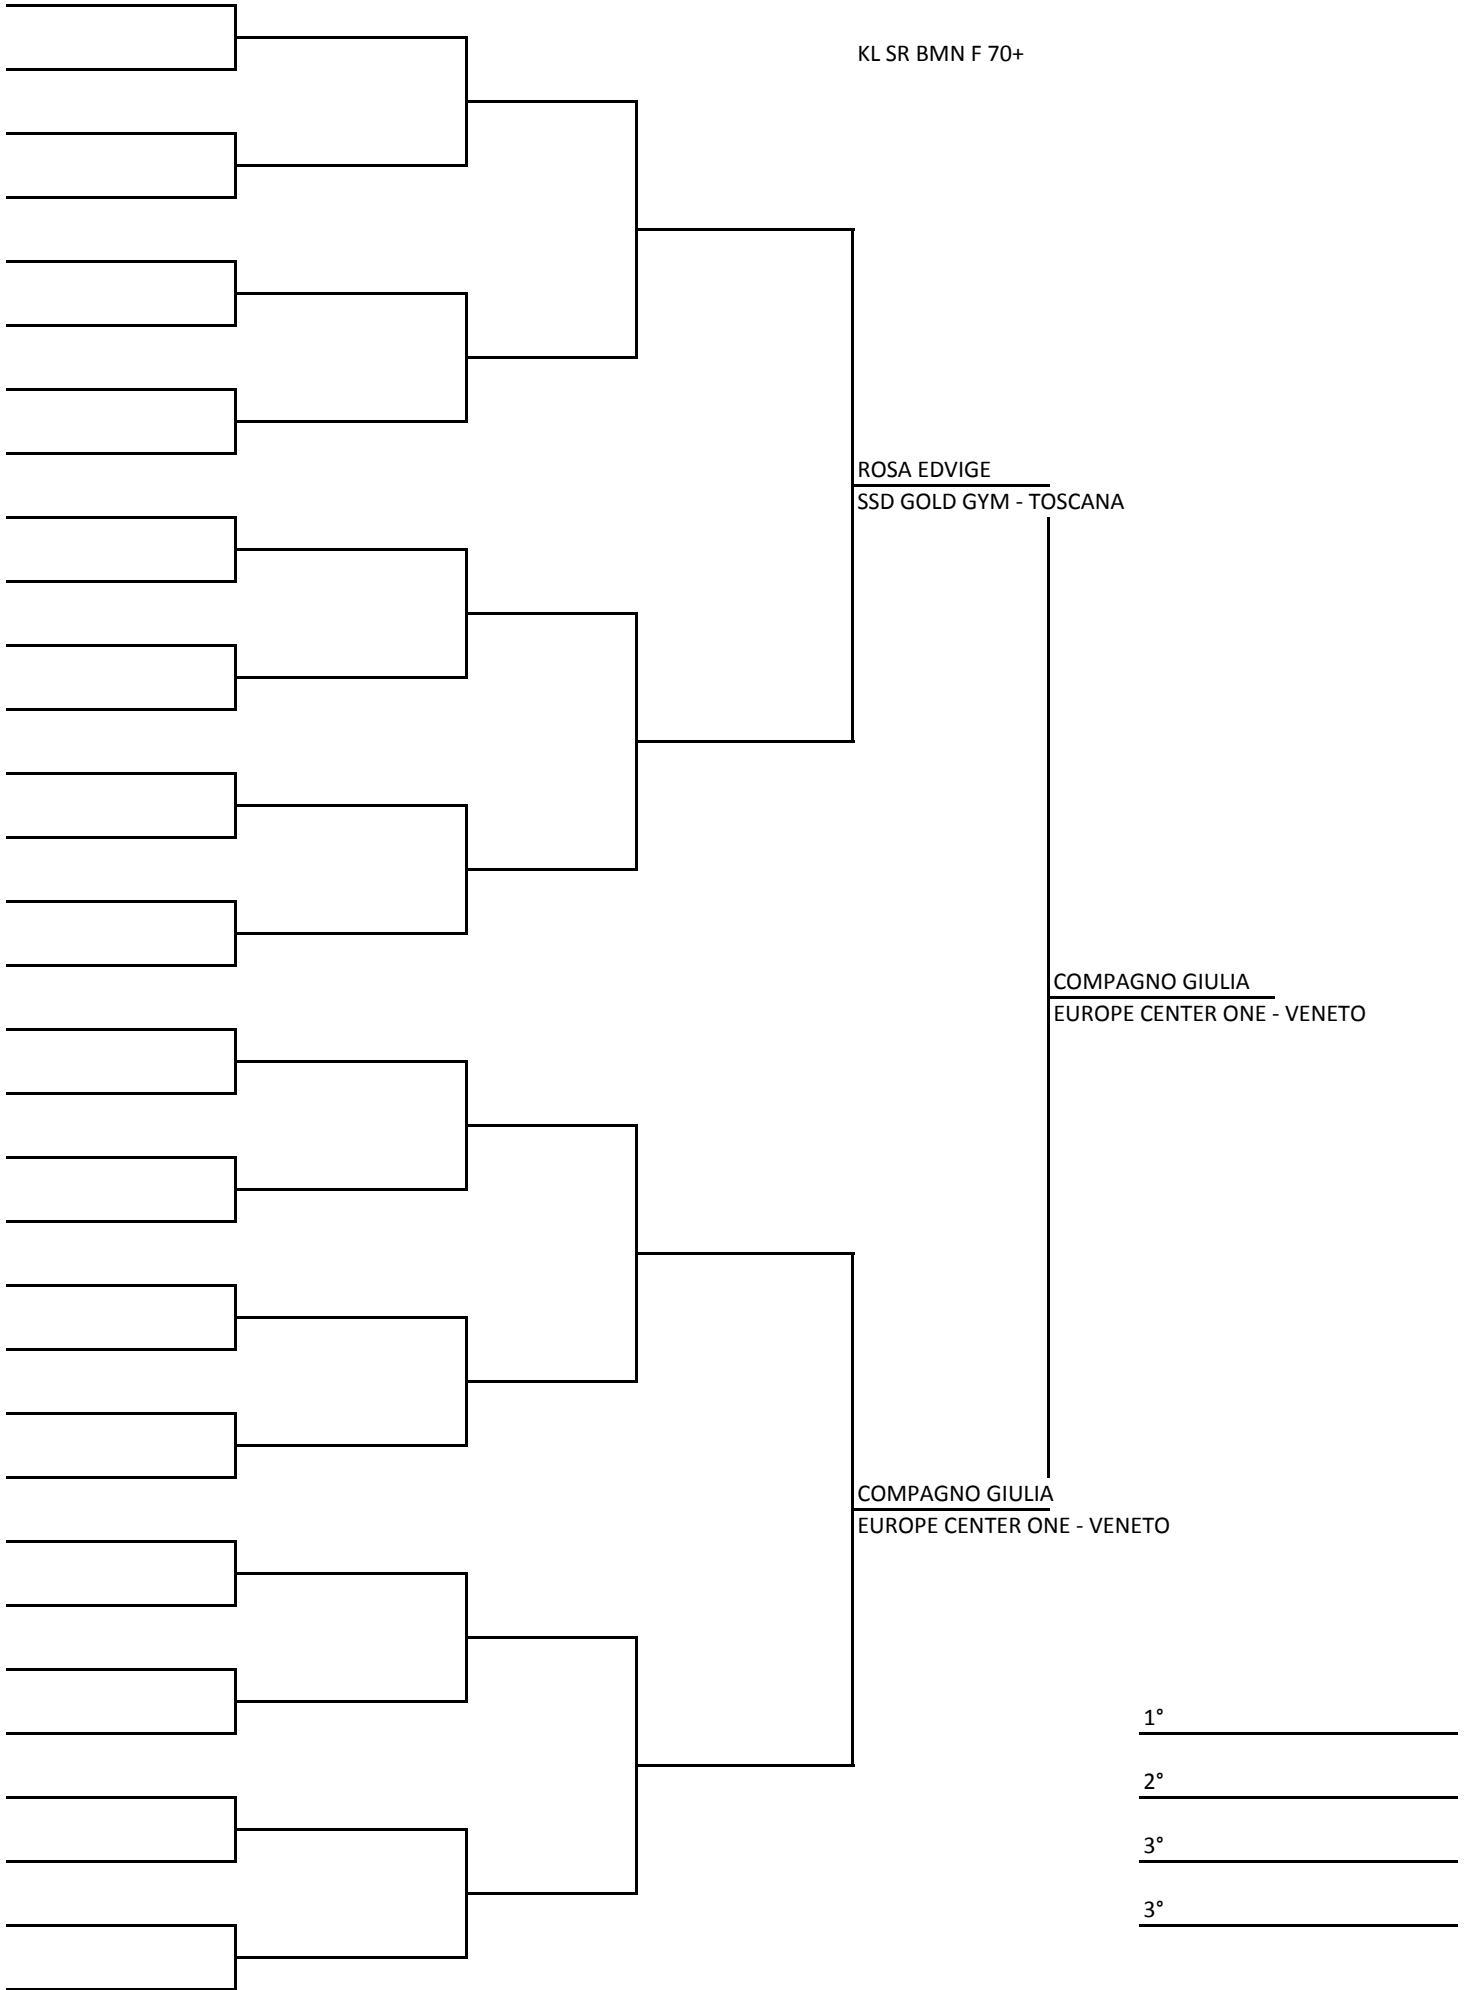 KL SR BMN F 70+
ROSA EDVIGE
SSD GOLD GYM - TOSCANA
COMPAGNO GIULIA
EUROPE CENTER ONE - VENETO
COMPAGNO GIULIA
EUROPE CENTER ONE - VENETO
1°
2°
3°
3°